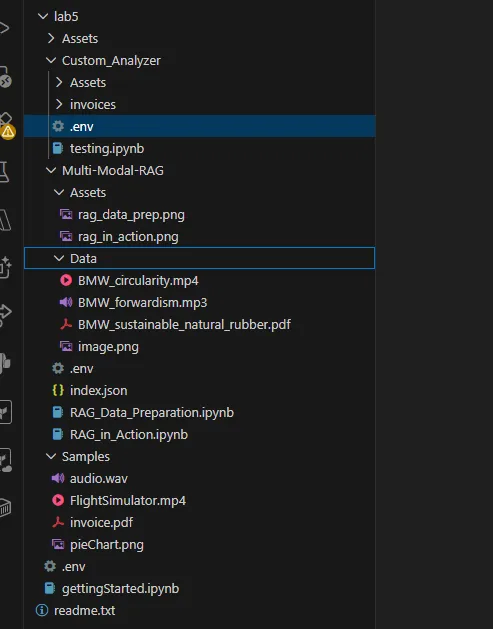 lab5
Assets
Custom_Analyzer
Assets
invoices
.env
testing.ipynb
Multi-Modal-RAG
Assets
rag_data_prep.png
rag_in_action.png
Data
BMW_circularity.mp4
BMW_forwardism.mp3
BMW_sustainable_natural_rubber.pdf
image.png
.env
index.json
RAG_Data_Preparation.ipynb
RAG_in_Action.ipynb
Samples
audio.wav
FlightSimulator.mp4
invoice.pdf
pieChart.png
.env
gettingStarted.ipynb
readme.txt